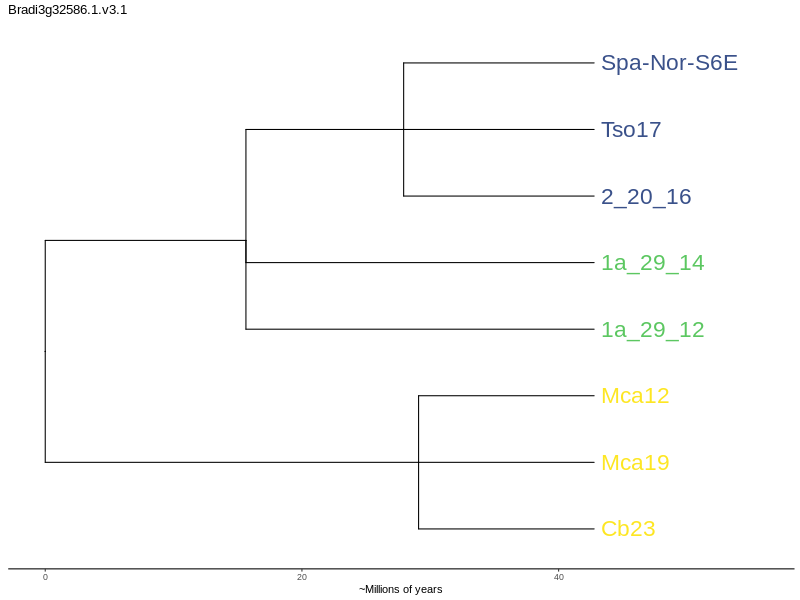 Bradi3g32586.1.v3.1
Spa-Nor-S6E
Tso17
2_20_16
1a_29_14
1a_29_12
Mca12
Mca19
Cb23
0 20 40
~Millions of years